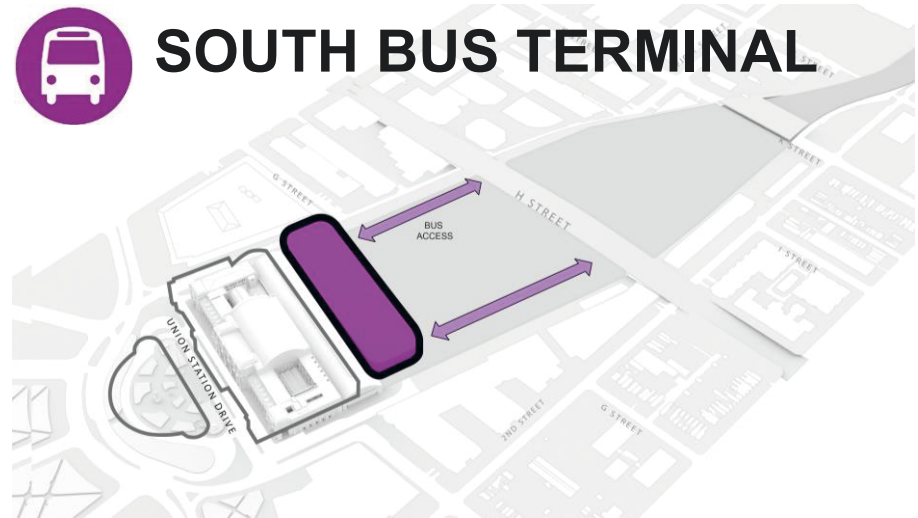 SOUTH BUS TERMINAL
STREET
K STREET
G STREET
H STREET
BUS
ACCESS
UNION STATION DRIVE
2ND STREET
G STREET